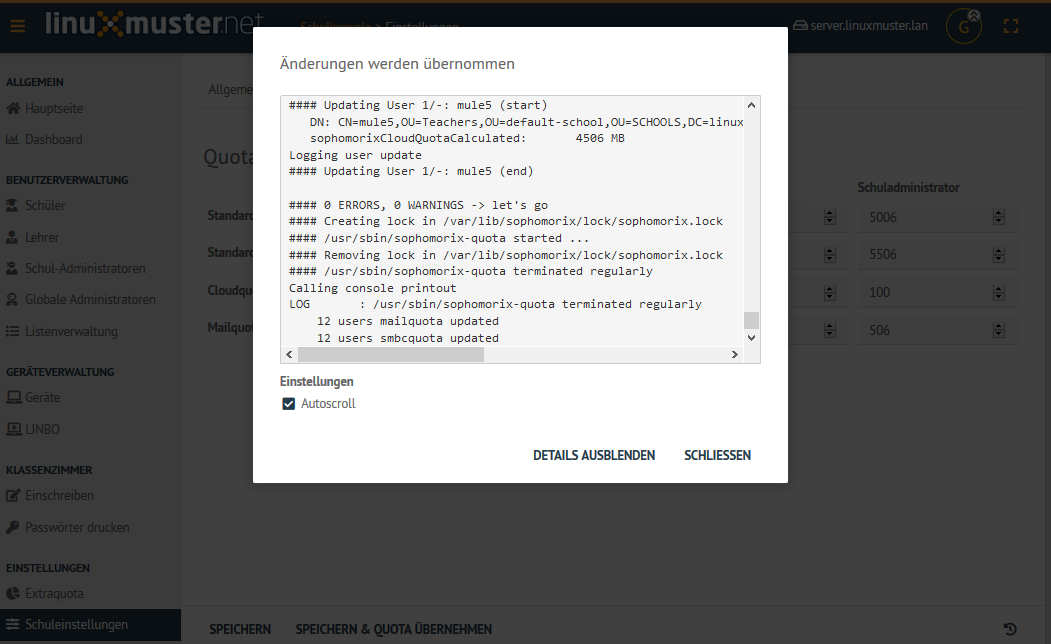 linuxmuster.net
Schulkonsole > Einstellungen
server.linuxmuster.lan
G
ALLGEMEIN
Hauptseite
Dashboard
BENUTZERVERWALTUNG
Schüler
Lehrer
Schul-Administratoren
Globale Administratoren
Listenverwaltung
GERÄTEVERWALTUNG
Geräte
LINBO
KLASSENZIMMER
Einschreiben
Passwörter drucken
EINSTELLUNGEN
Extraquota
Schuleinstellungen
Allgeme
Quota
Schuladministrator
Standard
5006
Standard
5506
Cloudqu
100
Mailquot
506
Änderungen werden übernommen
#### Updating User 1/-: mule5 (start)
DN: CN=mule5,OU=Teachers,OU=default-school,OU=SCHOOLS,DC=linux
sophomorixCloudQuotaCalculated: 4506 MB
Logging user update
#### Updating User 1/-: mule5 (end)
#### 0 ERRORS, 0 WARNINGS -> let's go
#### Creating lock in /var/lib/sophomorix/lock/sophomorix.lock
#### /usr/sbin/sophomorix-quota started ...
#### Removing lock in /var/lib/sophomorix/lock/sophomorix.lock
#### /usr/sbin/sophomorix-quota terminated regularly
Calling console printout
LOG : /usr/sbin/sophomorix-quota terminated regularly
12 users mailquota updated
12 users smbcquota updated
Einstellungen
Autoscroll
DETAILS AUSBLENDEN SCHLIESSEN
SPEICHERN SPEICHERN & QUOTA ÜBERNEHMEN